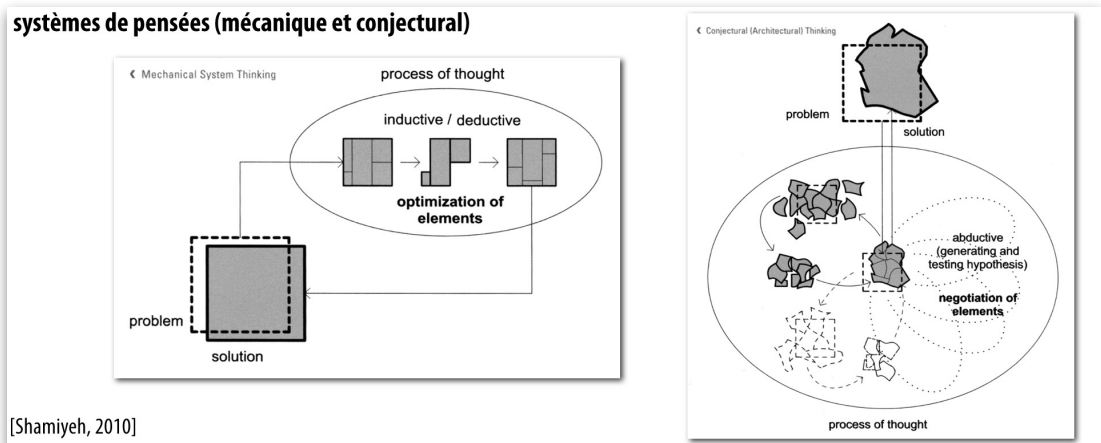 systèmes de pensées (mécanique et conjectural)
❮ Mechanical System Thinking
process of thought
inductive / deductive
optimization of
elements
problem
solution
❮ Conjectural (Architectural) Thinking
problem
solution
abductive
(generating and
testing hypothesis)
negotiation of
elements
process of thought
[Shamiyeh, 2010]